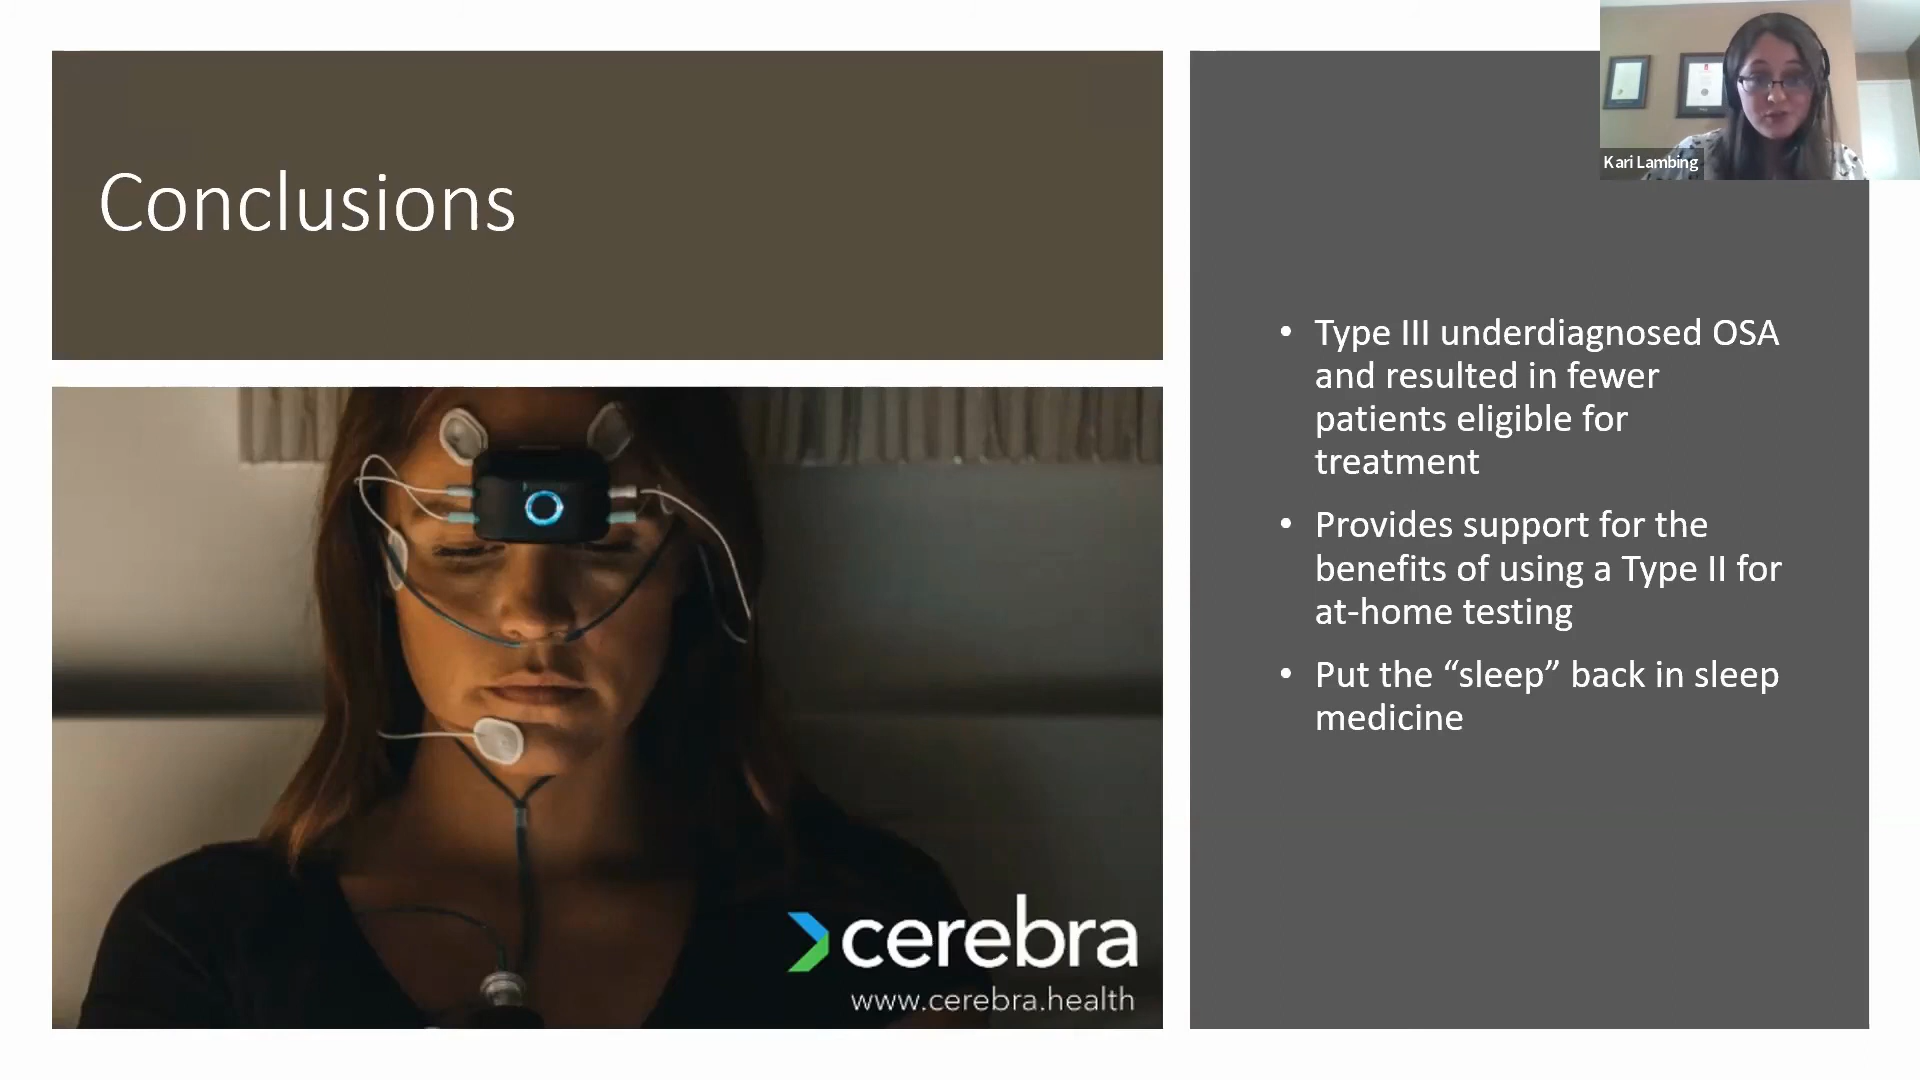 Conclusions
Kari Lambing
• Type III underdiagnosed OSA
and resulted in fewer
patients eligible for
treatment
• Provides support for the
benefits of using a Type II for
at-home testing
• Put the “sleep” back in sleep
medicine
cerebra
www.cerebra.health